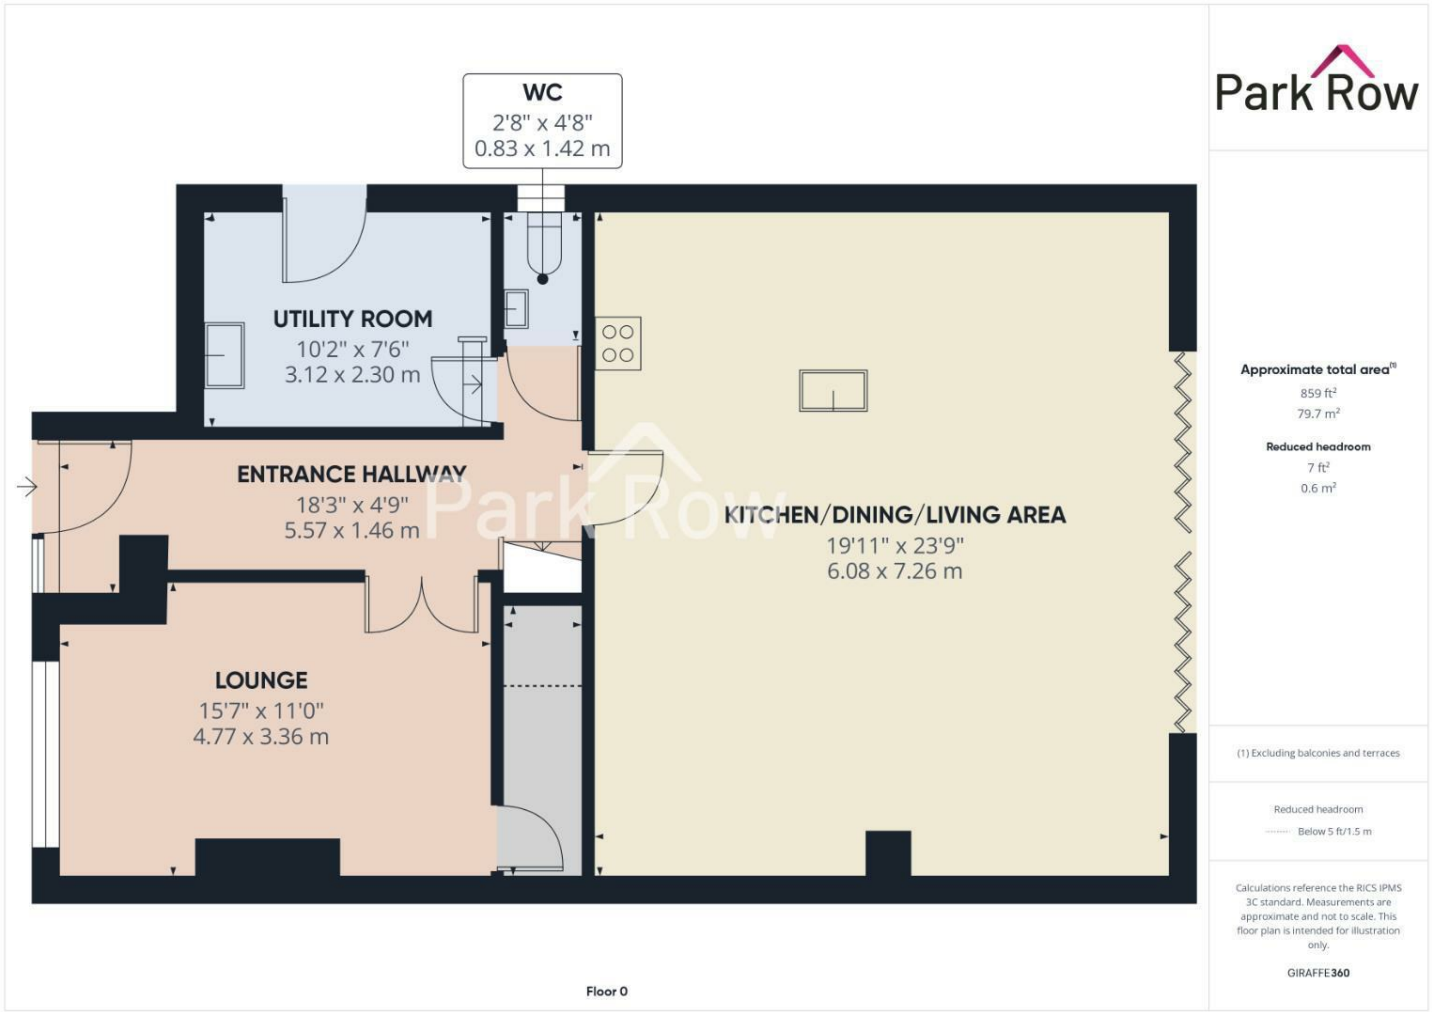 WC
2'8" x 4'8"
0.83 x 1.42 m
UTILITY ROOM
10'2" x 7'6"
3.12 x 2.30 m
ENTRANCE HALLWAY
18'3" x 4'9"
5.57 x 1.46 m
Park Row
KITCHEN/DINING/LIVING AREA
19'11" x 23'9"
6.08 x 7.26 m
LOUNGE
15'7" x 11'0"
4.77 x 3.36 m
Floor 0
Park Row
Approximate total area(1)
859 ft²
79.7 m²
Reduced headroom
7 ft²
0.6 m²
(1) Excluding balconies and terraces
Reduced headroom
Below 5 ft/1.5 m
Calculations reference the RICS IPMS
3C standard. Measurements are
approximate and not to scale. This
floor plan is intended for illustration
only.
GIRAFFE360